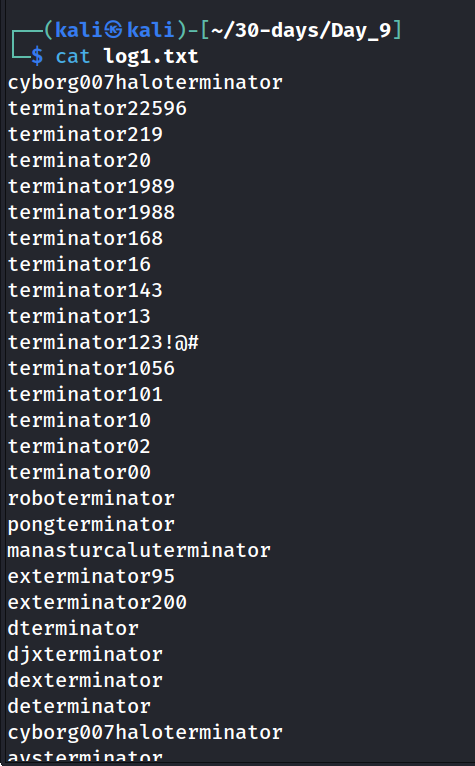 ┌──(kali㉿kali)-[~/30-days/Day_9]
└─$ cat log1.txt
cyborg007haloterminator
terminator22596
terminator219
terminator20
terminator1989
terminator1988
terminator168
terminator16
terminator143
terminator13
terminator123!@#
terminator1056
terminator101
terminator10
terminator02
terminator00
roboterminator
pongterminator
manasturcaluterminator
exterminator95
exterminator200
dterminator
djxterminator
dexterminator
determinator
cyborg007haloterminator
avsterminator